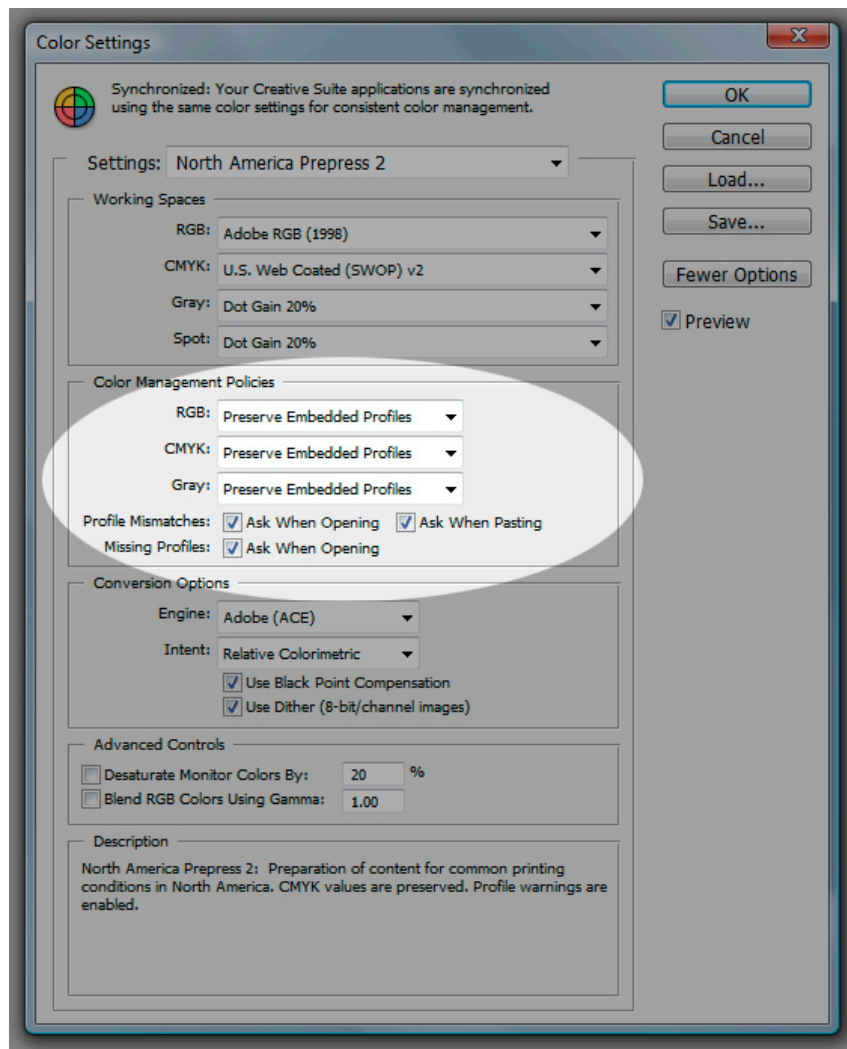 Color Settings
Synchronized: Your Creative Suite applications are synchronized
using the same color settings for consistent color management.
OK
Cancel
Load...
Save...
Fewer Options
Preview
Settings: North America Prepress 2
Working Spaces
RGB: Adobe RGB (1998)
CMYK: U.S. Web Coated (SWOP) v2
Gray: Dot Gain 20%
Spot: Dot Gain 20%
Color Management Policies
RGB: Preserve Embedded Profiles
CMYK: Preserve Embedded Profiles
Gray: Preserve Embedded Profiles
Profile Mismatches: Ask When Opening Ask When Pasting
Missing Profiles: Ask When Opening
Conversion Options
Engine: Adobe (ACE)
Intent: Relative Colorimetric
Use Black Point Compensation
Use Dither (8-bit/channel images)
Advanced Controls
Desaturate Monitor Colors By: 20 %
Blend RGB Colors Using Gamma: 1.00
Description
North America Prepress 2: Preparation of content for common printing
conditions in North America. CMYK values are preserved. Profile warnings are
enabled.